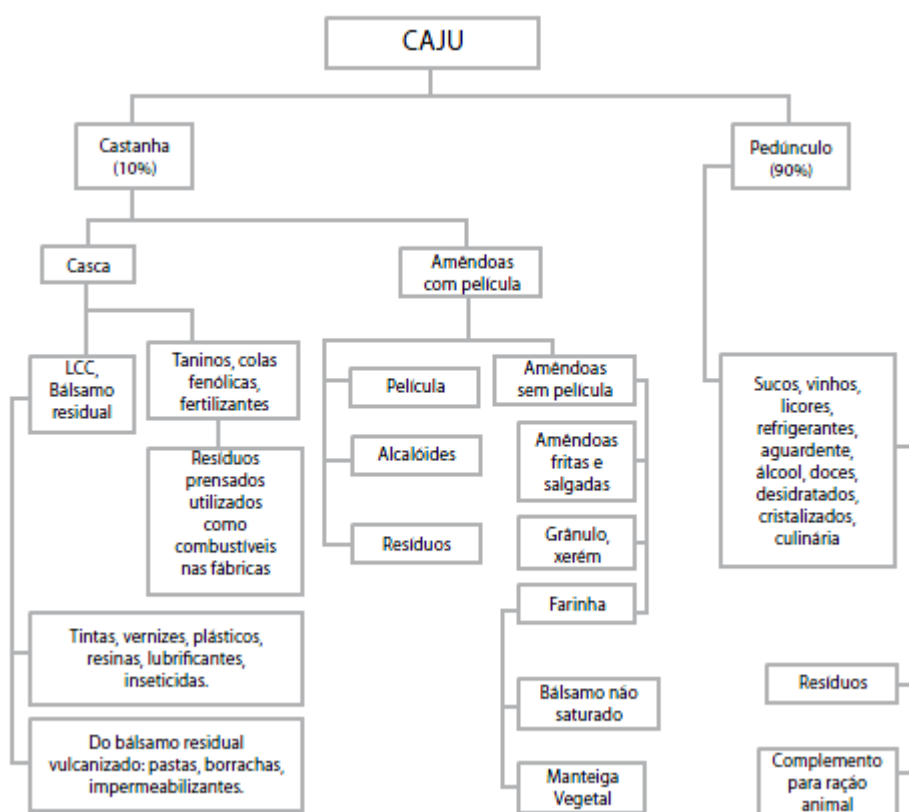 CAJU
Castanha
(10%)
Pedúnculo
(90%)
Casca
Amêndoas
com película
LCC,
Bálsamo
residual
Taninos, colas
fenólicas,
fertilizantes
Resíduos
prensados
utilizados
como
combustíveis
nas fábricas
Tintas, vernizes, plásticos,
resinas, lubrificantes,
inseticidas.
Do bálsamo residual
vulcanizado: pastas, borrachas,
impermeabilizantes.
Película
Alcalóides
Resíduos
Amêndoas
sem película
Amêndoas
fritas e
salgadas
Grânulo,
xerém
Farinha
Bálsamo não
saturado
Manteiga
Vegetal
Sucos, vinhos,
licores,
refrigerantes,
aguardente,
álcool, doces,
desidratados,
cristalizados,
culinária
Resíduos
Complemento
para ração
animal